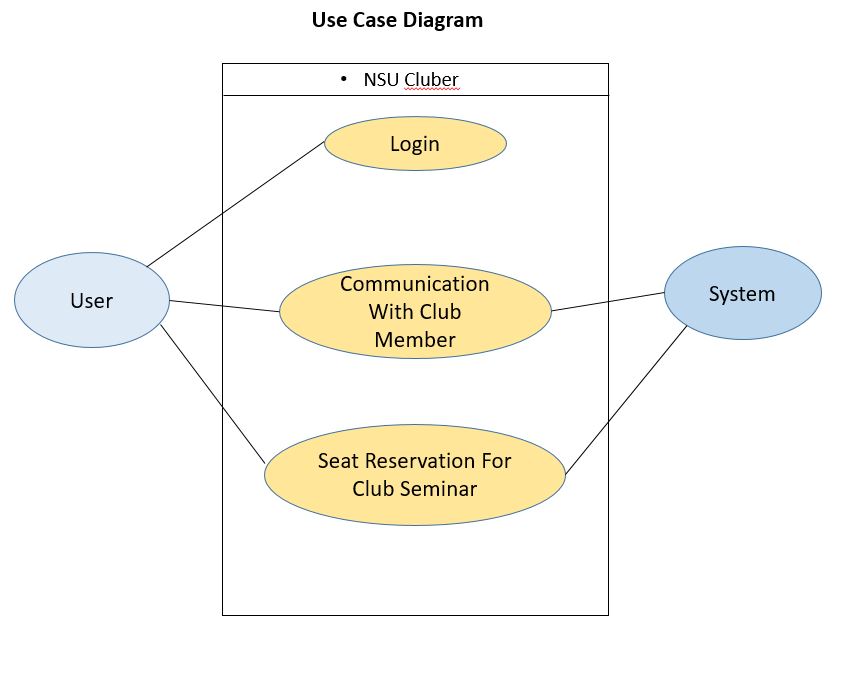 Use Case Diagram
• NSU Cluber
Login
Communication
With Club
Member
User
System
Seat Reservation For
Club Seminar